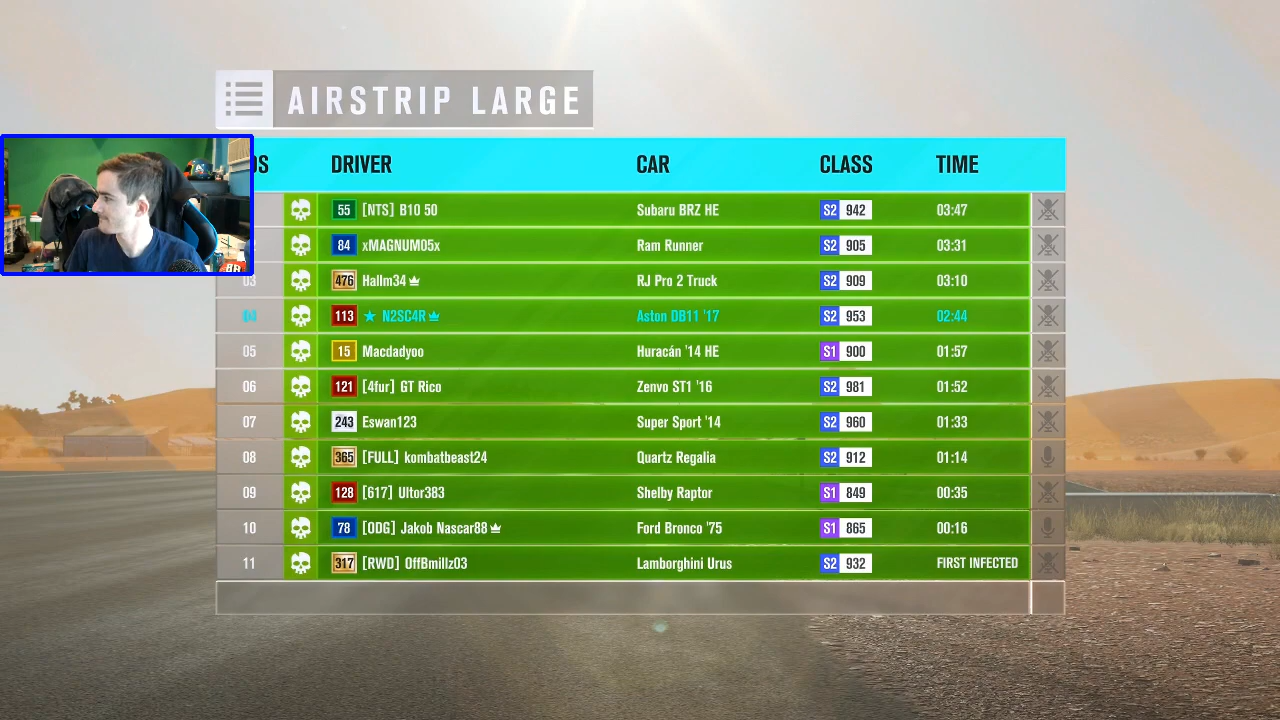 AIRSTRIP LARGE
DRIVER CAR CLASS TIME
55 [NTS] B10 50 Subaru BRZ HE S2 942 03:47
84 xMAGNUM05x Ram Runner S2 905 03:31
03 476 Hallm34 RJ Pro 2 Truck S2 909 03:10
04 113 ★ N2SC4R Aston DB11 '17 S2 953 02:44
05 15 Macdadyoo Huracán '14 HE S1 900 01:57
06 121 [4fur] GT Rico Zenvo ST1 '16 S2 981 01:52
07 243 Eswan123 Super Sport '14 S2 960 01:33
08 365 [FULL] kombatbeast24 Quartz Regalia S2 912 01:14
09 128 [617] Ultor383 Shelby Raptor S1 849 00:35
10 78 [ODG] Jakob Nascar88 Ford Bronco '75 S1 865 00:16
11 317 [RWD] OffBmillz03 Lamborghini Urus S2 932 FIRST INFECTED